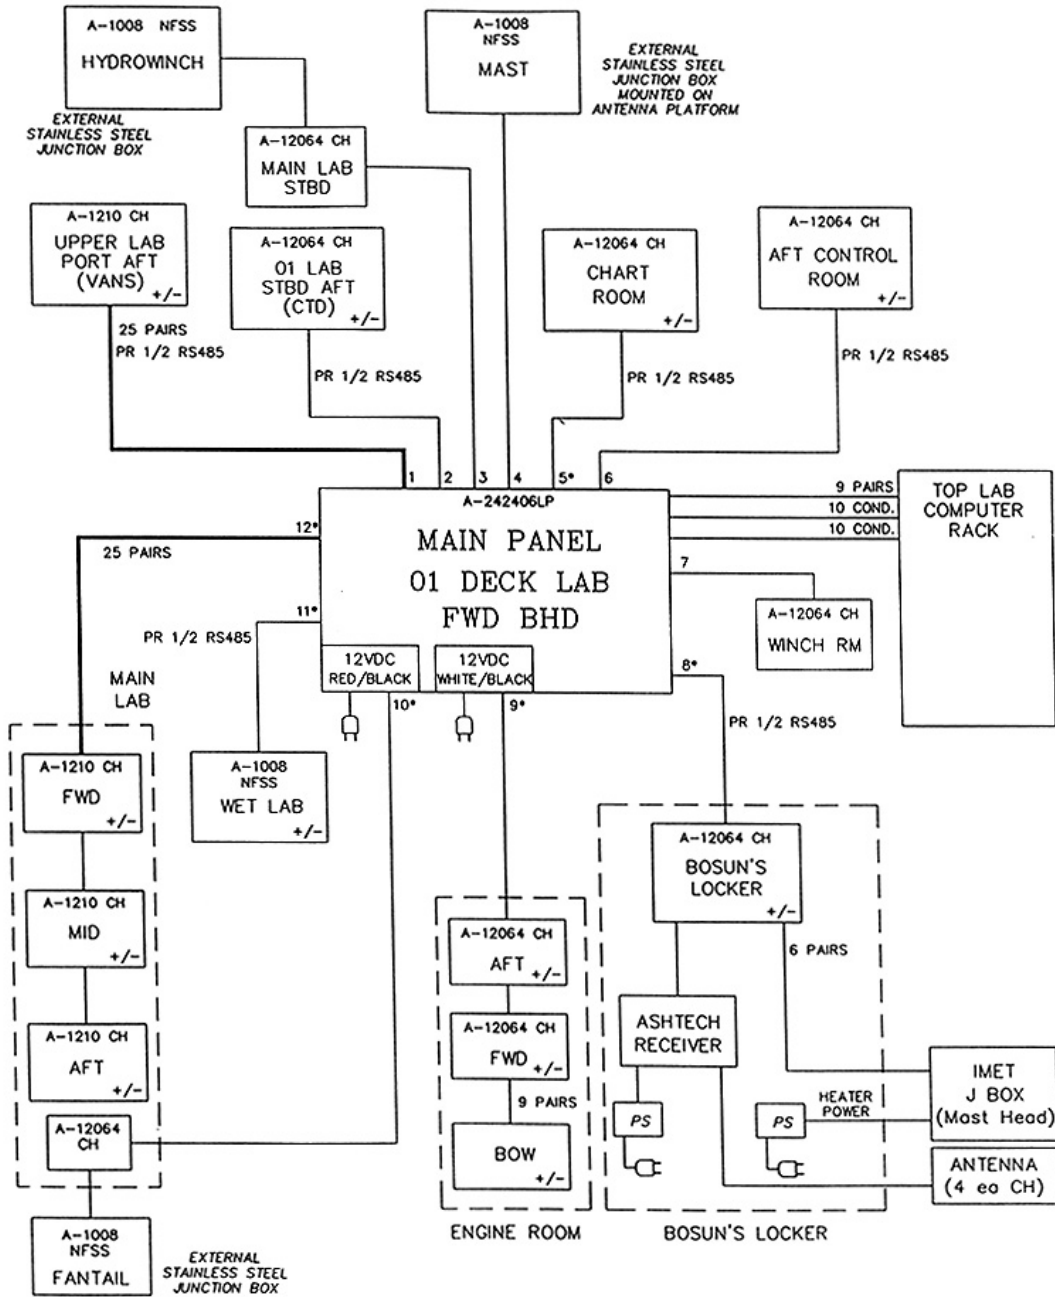 A-1008 NFSS
HYDROWINCH
EXTERNAL
STAINLESS STEEL
JUNCTION BOX
A-1008
NFSS
MAST
EXTERNAL
STAINLESS STEEL
JUNCTION BOX
MOUNTED ON
ANTENNA PLATFORM
A-12064 CH
MAIN LAB
STBD
A-1210 CH
UPPER LAB
PORT AFT
(VANS)
+/-
25 PAIRS
PR 1/2 RS485
A-12064 CH
01 LAB
STBD AFT
(CTD)
+/-
PR 1/2 RS485
A-12064 CH
CHART
ROOM
+/-
PR 1/2 RS485
A-12064 CH
AFT CONTROL
ROOM
+/-
PR 1/2 RS485
1 2 3 4 5* 6
A-242406LP
MAIN PANEL
01 DECK LAB
FWD BHD
12VDC
RED/BLACK
12VDC
WHITE/BLACK
9 PAIRS
10 COND.
10 COND.
TOP LAB
COMPUTER
RACK
7
A-12064 CH
WINCH RM
8*
PR 1/2 RS485
12*
25 PAIRS
11*
PR 1/2 RS485
10*
9*
MAIN
LAB
A-1210 CH
FWD
+/-
A-1210 CH
MID
+/-
A-1210 CH
AFT
+/-
A-12064
CH
A-1008
NFSS
FANTAIL
EXTERNAL
STAINLESS STEEL
JUNCTION BOX
A-1008
NFSS
WET LAB
+/-
A-12064 CH
AFT
+/-
A-12064 CH
FWD
+/-
9 PAIRS
BOW
+/-
ENGINE ROOM
A-12064 CH
BOSUN'S
LOCKER
+/-
6 PAIRS
ASHTECH
RECEIVER
PS
PS
HEATER
POWER
IMET
J BOX
(Mast Head)
ANTENNA
(4 ea CH)
BOSUN'S LOCKER